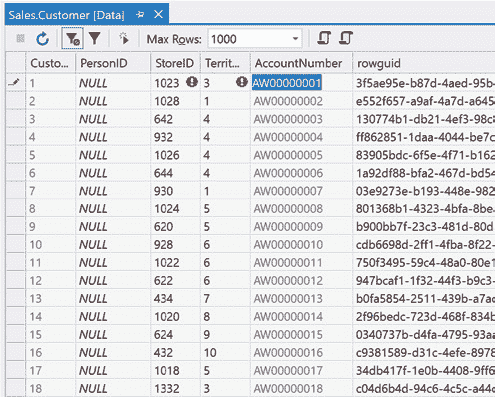 Sales.Customer [Data]
Max Rows: 1000
Custo... PersonID StoreID Territ... AccountNumber rowguid
1 NULL 1023 3 AW00000001 3f5ae95e-b87d-4aed-95b4
2 NULL 1028 1 AW00000002 e552f657-a9af-4a7d-a645
3 NULL 642 4 AW00000003 130774b1-db21-4ef3-98c8
4 NULL 932 4 AW00000004 ff862851-1daa-4044-be7c
5 NULL 1026 4 AW00000005 83905bdc-6f5e-4f71-b162
6 NULL 644 4 AW00000006 1a92df88-bfa2-467d-bd54
7 NULL 930 1 AW00000007 03e9273e-b193-448e-982
8 NULL 1024 5 AW00000008 801368b1-4323-4bfa-8be
9 NULL 620 5 AW00000009 b900bb7f-23c3-481d-80d
10 NULL 928 6 AW00000010 cdb6698d-2ff1-4fba-8f22
11 NULL 1022 6 AW00000011 750f3495-59c4-48a0-80e1
12 NULL 622 6 AW00000012 947bcaf1-1f32-44f3-b9c3
13 NULL 434 7 AW00000013 b0fa5854-2511-439b-a7a
14 NULL 1020 8 AW00000014 2f96bedc-723d-468f-834
15 NULL 624 9 AW00000015 0340737b-d4fa-4795-93a
16 NULL 432 10 AW00000016 c9381589-d31c-4efe-8978
17 NULL 1018 5 AW00000017 34db417f-1e0b-4408-9ff6
18 NULL 1332 3 AW00000018 c04d6b4d-94c6-4c5c-a44